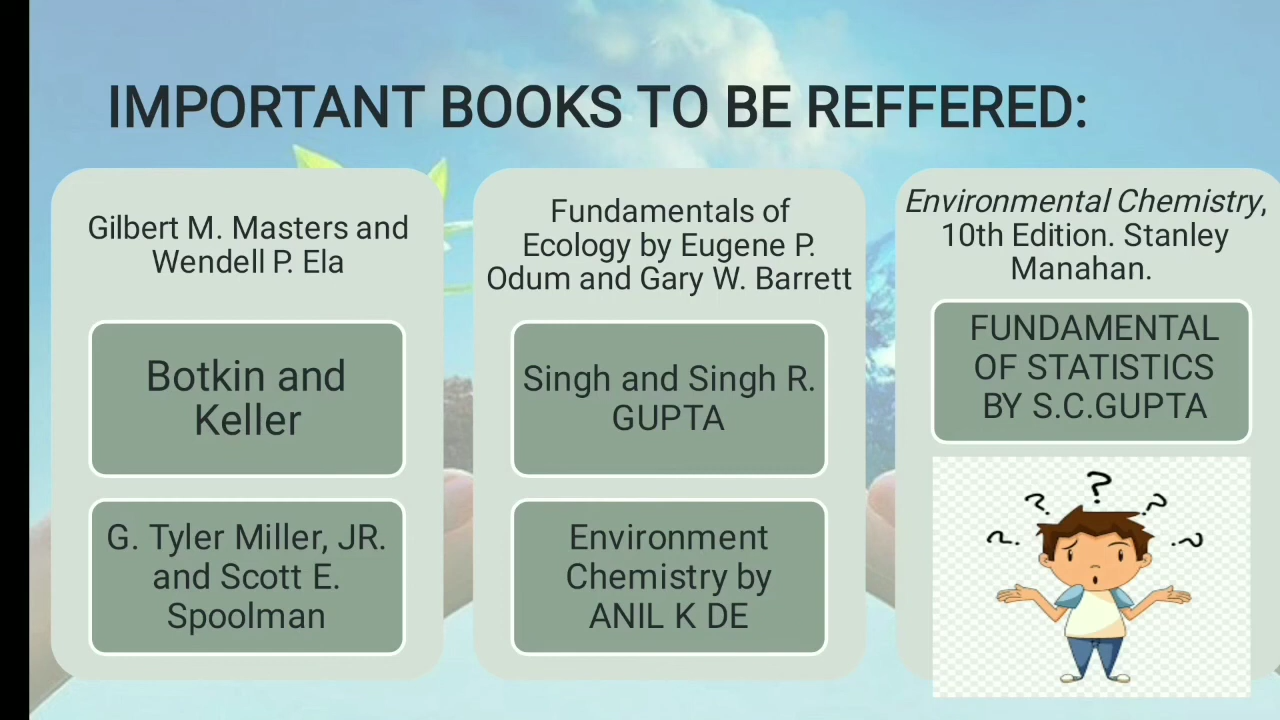 IMPORTANT BOOKS TO BE REFFERED:
Gilbert M. Masters and
Wendell P. Ela
Botkin and
Keller
G. Tyler Miller, JR.
and Scott E.
Spoolman
Fundamentals of
Ecology by Eugene P.
Odum and Gary W. Barrett
Singh and Singh R.
GUPTA
Environment
Chemistry by
ANIL K DE
Environmental Chemistry,
10th Edition. Stanley
Manahan.
FUNDAMENTAL
OF STATISTICS
BY S.C.GUPTA
? ? ? ? ?